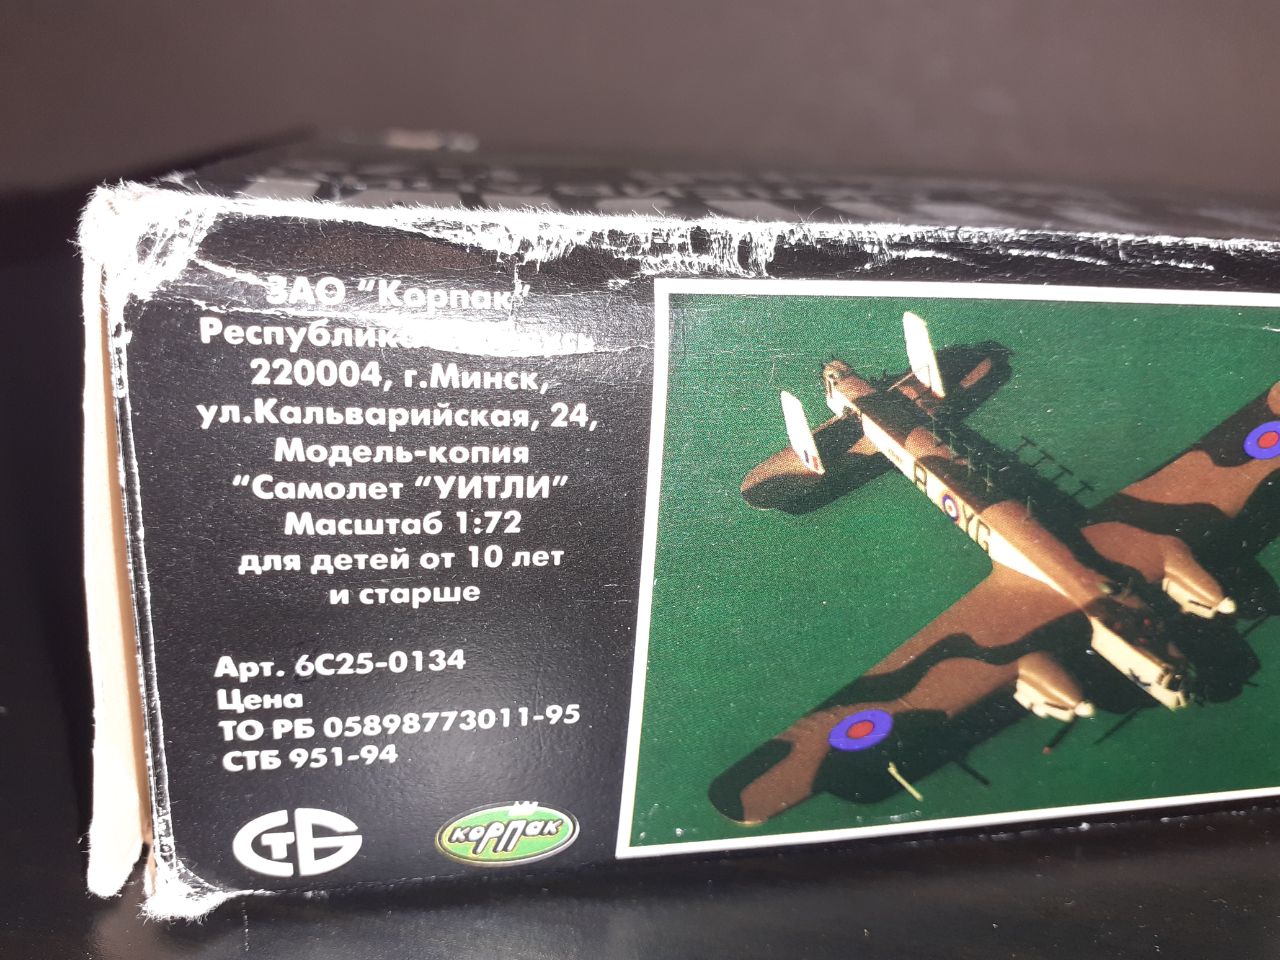 ЗАО "Корпак"
Республика
220004, г.Минск,
ул.Кальварийская, 24,
Модель-копия
"Самолет "УИТЛИ"
Масштаб 1:72
для детей от 10 лет
и старше
Арт. 6С25-0134
Цена
ТО РБ 05898773011-95
СТБ 951-94
СТБ
корпак
YG